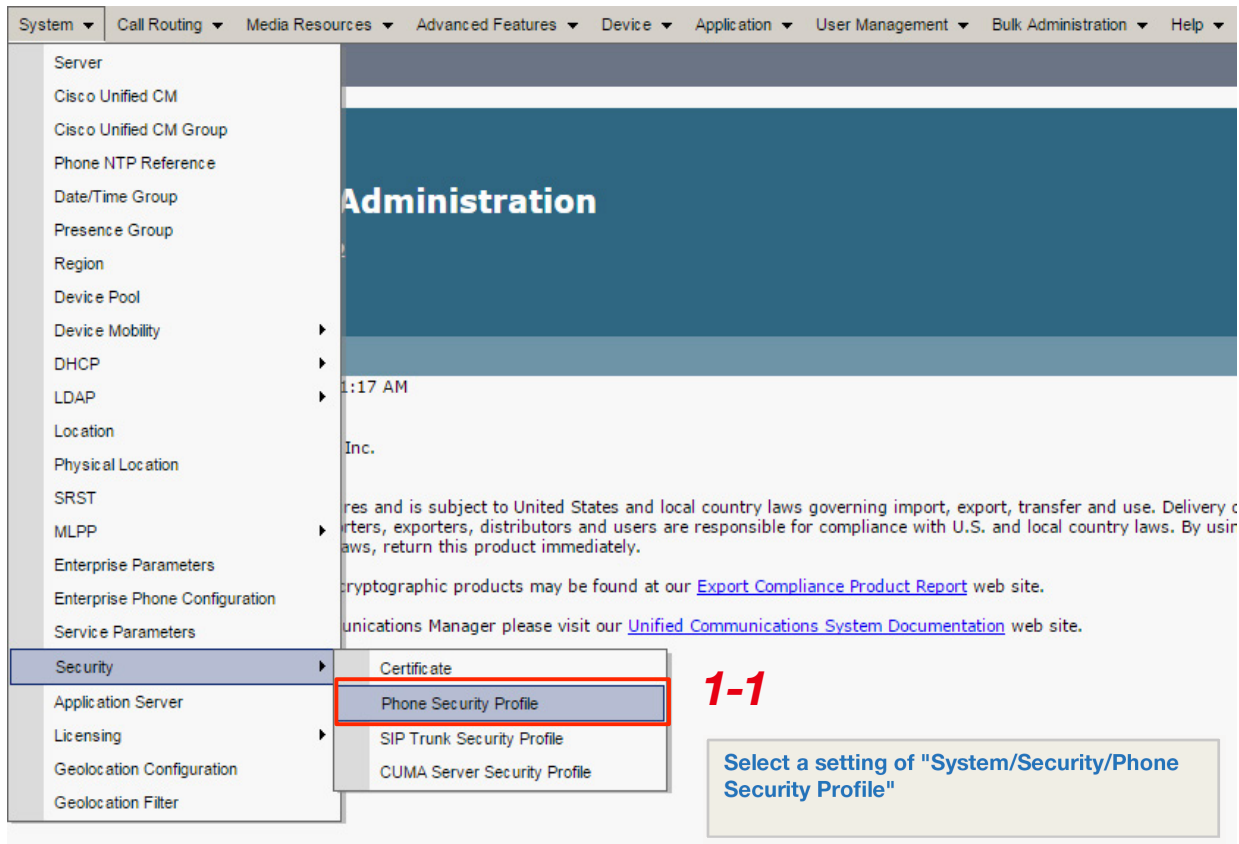 System Call Routing Media Resources Advanced Features Device Application User Management Bulk Administration Help
Server
Cisco Unified CM
Cisco Unified CM Group
Phone NTP Reference
Date/Time Group
Presence Group
Region
Device Pool
Device Mobility
DHCP
LDAP
Location
Physical Location
SRST
MLPP
Enterprise Parameters
Enterprise Phone Configuration
Service Parameters
Security
Application Server
Licensing
Geolocation Configuration
Geolocation Filter
Certificate
Phone Security Profile
SIP Trunk Security Profile
CUMA Server Security Profile
Administration
1:17 AM
Inc.
res and is subject to United States and local country laws governing import, export, transfer and use. Delivery
rters, exporters, distributors and users are responsible for compliance with U.S. and local country laws. By usin
aws, return this product immediately.
cryptographic products may be found at our Export Compliance Product Report web site.
unications Manager please visit our Unified Communications System Documentation web site.
1-1
Select a setting of "System/Security/Phone
Security Profile"